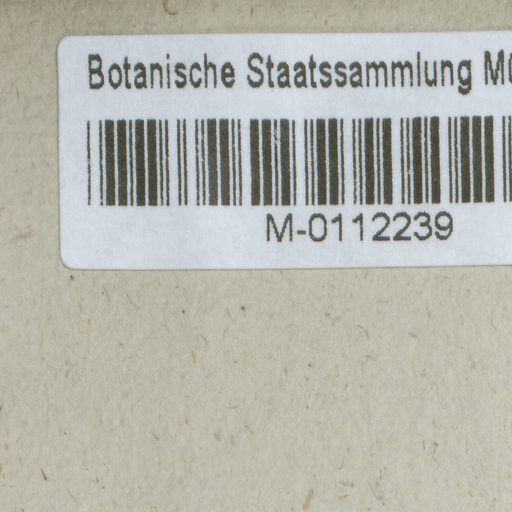 Botanische Staatssammlung
M-0112239